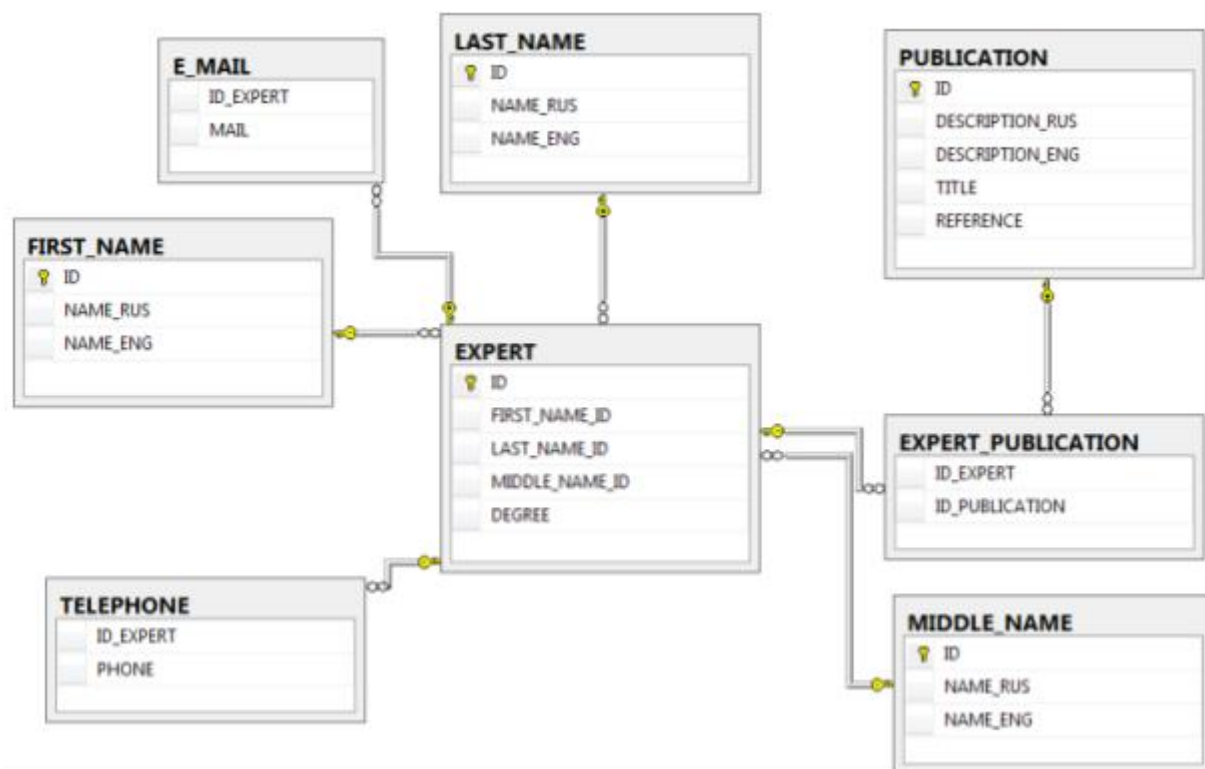 E_MAIL
ID_EXPERT
MAIL
LAST_NAME
ID
NAME_RUS
NAME_ENG
PUBLICATION
ID
DESCRIPTION_RUS
DESCRIPTION_ENG
TITLE
REFERENCE
FIRST_NAME
ID
NAME_RUS
NAME_ENG
EXPERT
ID
FIRST_NAME_ID
LAST_NAME_ID
MIDDLE_NAME_ID
DEGREE
EXPERT_PUBLICATION
ID_EXPERT
ID_PUBLICATION
TELEPHONE
ID_EXPERT
PHONE
MIDDLE_NAME
ID
NAME_RUS
NAME_ENG